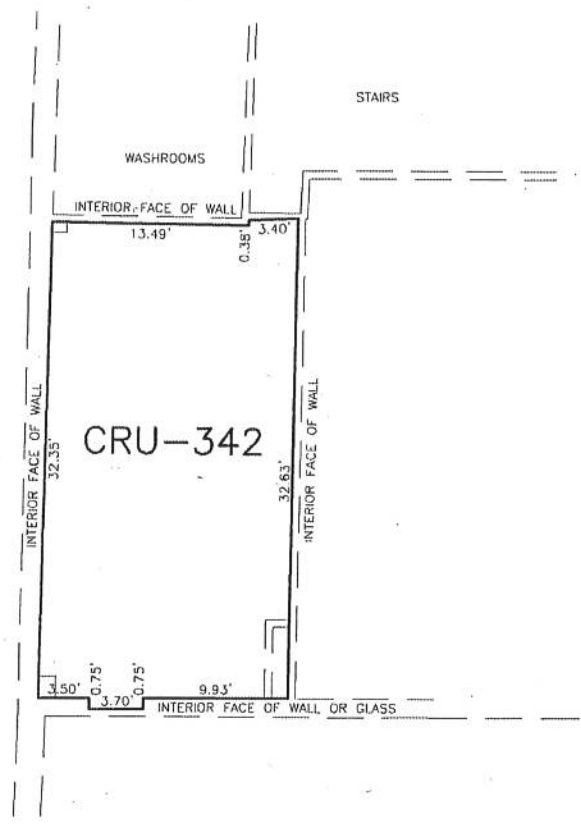 STAIRS
WASHROOMS
INTERIOR FACE OF WALL
13.49'
0.38'
3.40'
INTERIOR FACE OF WALL
32.35'
CRU-342
32.63'
INTERIOR FACE OF WALL
3.50'
0.75'
3.70'
0.75'
9.93'
INTERIOR FACE OF WALL OR GLASS